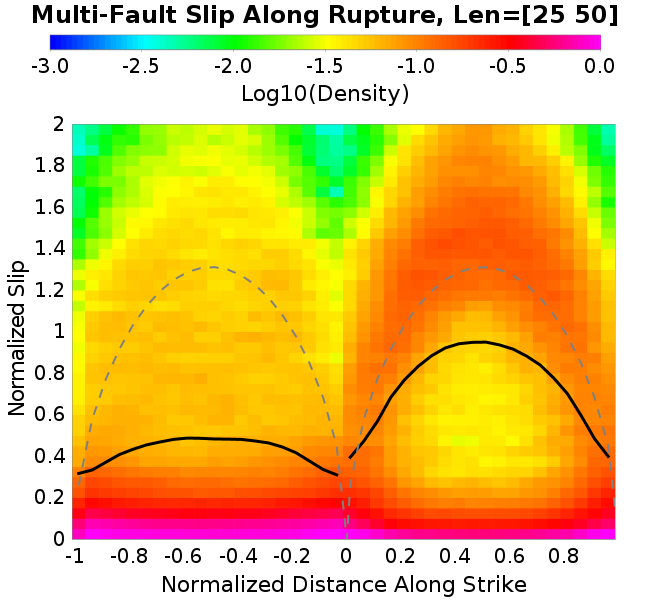 Multi-Fault Slip Along Rupture, Len=[25 50]
-3.0 -2.5 -2.0 -1.5 -1.0 -0.5 0.0
Log10(Density)
Normalized Slip
2
1.8
1.6
1.4
1.2
1
0.8
0.6
0.4
0.2
0
-1 -0.8 -0.6 -0.4 -0.2 0 0.2 0.4 0.6 0.8
Normalized Distance Along Strike